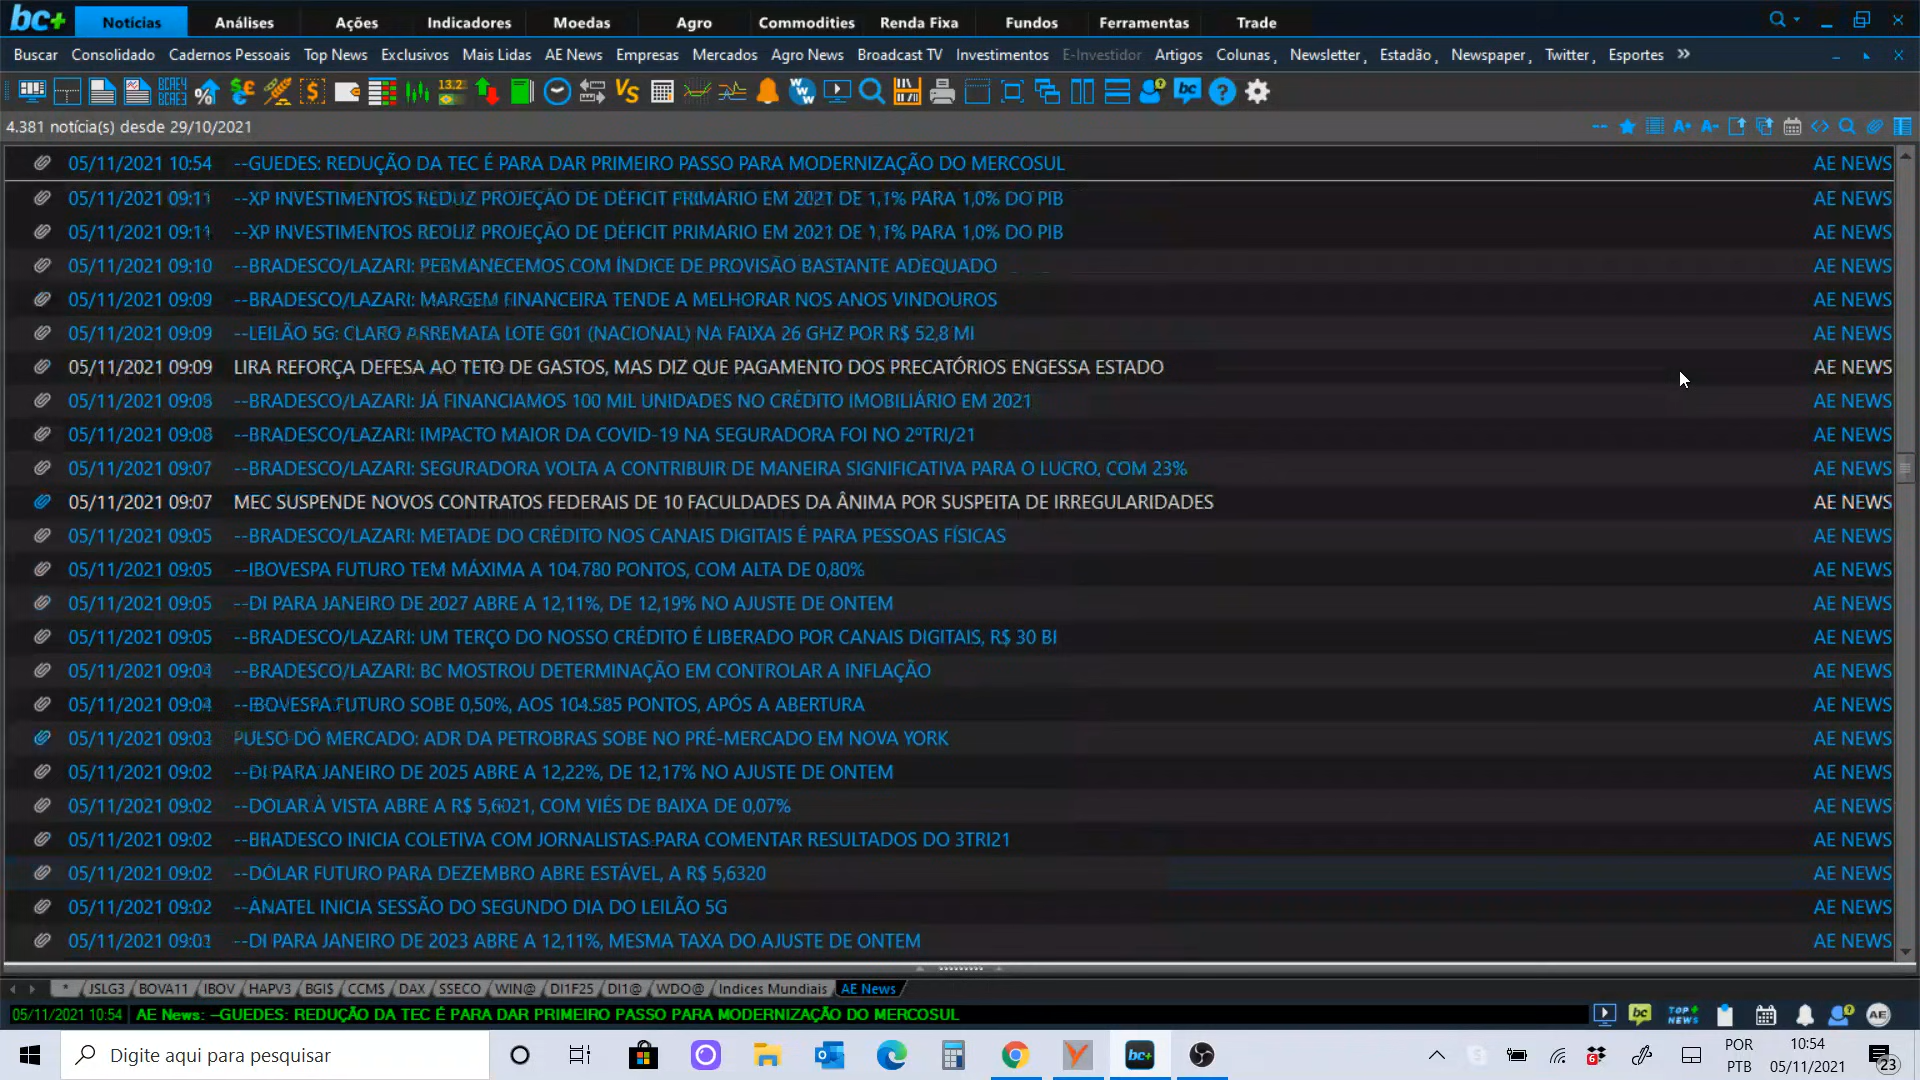 bc+ Notícias Análises Ações Indicadores Moedas Agro Commodities Renda Fixa Fundos Ferramentas Trade
Buscar Consolidado Cadernos Pessoais Top News Exclusivos Mais Lidas AE News Empresas Mercados Agro News Broadcast TV Investimentos E-Investidor Artigos Colunas, Newsletter, Estadão, Newspaper, Twitter, Esportes »
4.381 notícia(s) desde 29/10/2021
05/11/2021 10:54 --GUEDES: REDUÇÃO DA TEC É PARA DAR PRIMEIRO PASSO PARA MODERNIZAÇÃO DO MERCOSUL AE NEWS
05/11/2021 09:11 --XP INVESTIMENTOS REDUZ PROJEÇÃO DE DÉFICIT PRIMÁRIO EM 2021 DE 1,1% PARA 1,0% DO PIB AE NEWS
05/11/2021 09:11 --XP INVESTIMENTOS REDUZ PROJEÇÃO DE DÉFICIT PRIMÁRIO EM 2021 DE 1,1% PARA 1,0% DO PIB AE NEWS
05/11/2021 09:10 --BRADESCO/LAZARI: PERMANECEMOS COM ÍNDICE DE PROVISÃO BASTANTE ADEQUADO AE NEWS
05/11/2021 09:09 --BRADESCO/LAZARI: MARGEM FINANCEIRA TENDE A MELHORAR NOS ANOS VINDOUROS AE NEWS
05/11/2021 09:09 --LEILÃO 5G: CLARO ARREMATA LOTE G01 (NACIONAL) NA FAIXA 26 GHZ POR R$ 52,8 MI AE NEWS
05/11/2021 09:09 LIRA REFORÇA DEFESA AO TETO DE GASTOS, MAS DIZ QUE PAGAMENTO DOS PRECATÓRIOS ENGESSA ESTADO AE NEWS
05/11/2021 09:08 --BRADESCO/LAZARI: JÁ FINANCIAMOS 100 MIL UNIDADES NO CRÉDITO IMOBILIÁRIO EM 2021 AE NEWS
05/11/2021 09:08 --BRADESCO/LAZARI: IMPACTO MAIOR DA COVID-19 NA SEGURADORA FOI NO 2ºTRI/21 AE NEWS
05/11/2021 09:07 --BRADESCO/LAZARI: SEGURADORA VOLTA A CONTRIBUIR DE MANEIRA SIGNIFICATIVA PARA O LUCRO, COM 23% AE NEWS
05/11/2021 09:07 MEC SUSPENDE NOVOS CONTRATOS FEDERAIS DE 10 FACULDADES DA ÂNIMA POR SUSPEITA DE IRREGULARIDADES AE NEWS
05/11/2021 09:05 --BRADESCO/LAZARI: METADE DO CRÉDITO NOS CANAIS DIGITAIS É PARA PESSOAS FÍSICAS AE NEWS
05/11/2021 09:05 --IBOVESPA FUTURO TEM MÁXIMA A 104.780 PONTOS, COM ALTA DE 0,80% AE NEWS
05/11/2021 09:05 --DI PARA JANEIRO DE 2027 ABRE A 12,11%, DE 12,19% NO AJUSTE DE ONTEM AE NEWS
05/11/2021 09:05 --BRADESCO/LAZARI: UM TERÇO DO NOSSO CRÉDITO É LIBERADO POR CANAIS DIGITAIS, R$ 30 BI AE NEWS
05/11/2021 09:04 --BRADESCO/LAZARI: BC MOSTROU DETERMINAÇÃO EM CONTROLAR A INFLAÇÃO AE NEWS
05/11/2021 09:04 --IBOVESPA FUTURO SOBE 0,50%, AOS 104.585 PONTOS, APÓS A ABERTURA AE NEWS
05/11/2021 09:03 PULSO DO MERCADO: ADR DA PETROBRAS SOBE NO PRÉ-MERCADO EM NOVA YORK AE NEWS
05/11/2021 09:02 --DI PARA JANEIRO DE 2025 ABRE A 12,22%, DE 12,17% NO AJUSTE DE ONTEM AE NEWS
05/11/2021 09:02 --DÓLAR À VISTA ABRE A R$ 5,6021, COM VIÉS DE BAIXA DE 0,07% AE NEWS
05/11/2021 09:02 --BRADESCO INICIA COLETIVA COM JORNALISTAS PARA COMENTAR RESULTADOS DO 3TRI21 AE NEWS
05/11/2021 09:02 --DÓLAR FUTURO PARA DEZEMBRO ABRE ESTÁVEL, A R$ 5,6320 AE NEWS
05/11/2021 09:02 --ANATEL INICIA SESSÃO DO SEGUNDO DIA DO LEILÃO 5G AE NEWS
05/11/2021 09:01 --DI PARA JANEIRO DE 2023 ABRE A 12,11%, MESMA TAXA DO AJUSTE DE ONTEM AE NEWS
* JSLG3 BOVA11 IBOV HAPV3 BGI$ CCM$ DAX SSECO WIN@ DI1F25 DI1@ WDO@ Indices Mundiais AE News
05/11/2021 10:54 AE News: --GUEDES: REDUÇÃO DA TEC É PARA DAR PRIMEIRO PASSO PARA MODERNIZAÇÃO DO MERCOSUL bc TOP NEWS AE
Digite aqui para pesquisar bc+ POR 10:54
PTB 05/11/2021 23